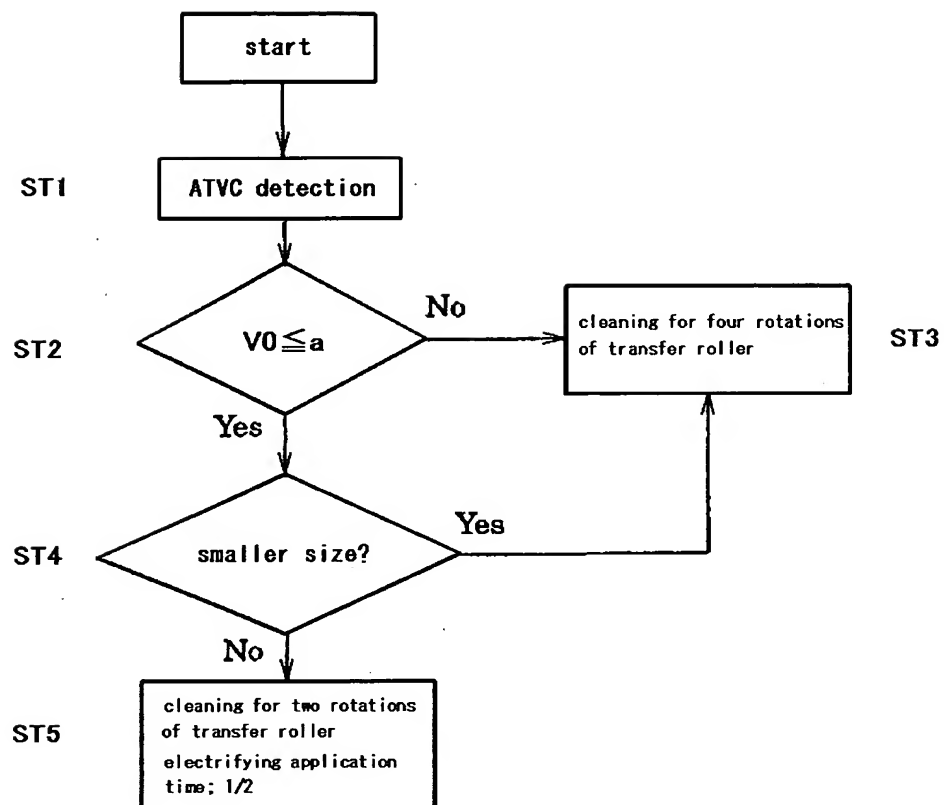 start
ST1
ATVC detection
ST2
V0≦a
No
cleaning for four rotations
of transfer roller
ST3
Yes
ST4
smaller size?
Yes
No
ST5
cleaning for two rotations
of transfer roller
electrifying application
time; 1/2